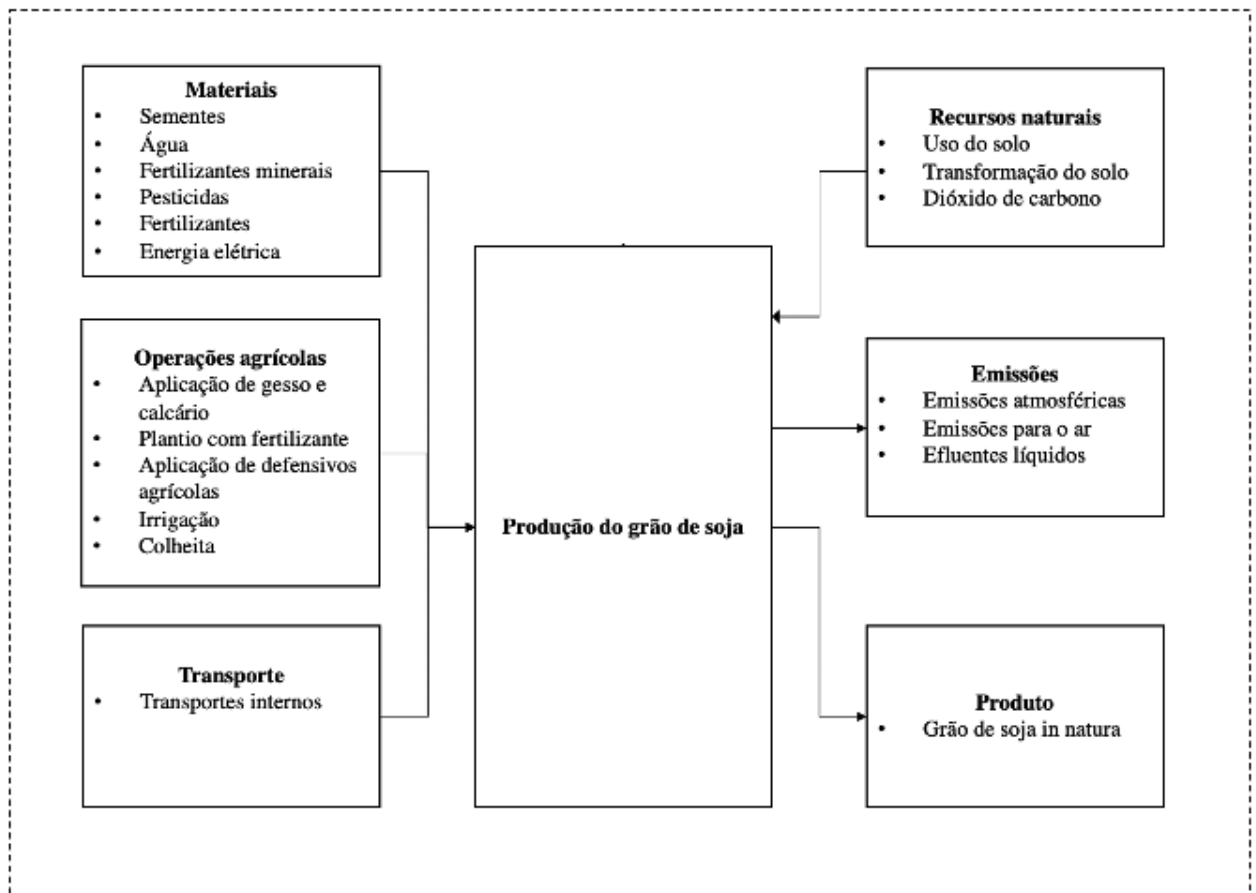 Materiais
• Sementes
• Água
• Fertilizantes minerais
• Pesticidas
• Fertilizantes
• Energia elétrica
Operações agrícolas
• Aplicação de gesso e
calcário
• Plantio com fertilizante
• Aplicação de defensivos
agrícolas
• Irrigação
• Colheita
Transporte
• Transportes internos
Produção do grão de soja
Recursos naturais
• Uso do solo
• Transformação do solo
• Dióxido de carbono
Emissões
• Emissões atmosféricas
• Emissões para o ar
• Efluentes líquidos
Produto
• Grão de soja in natura